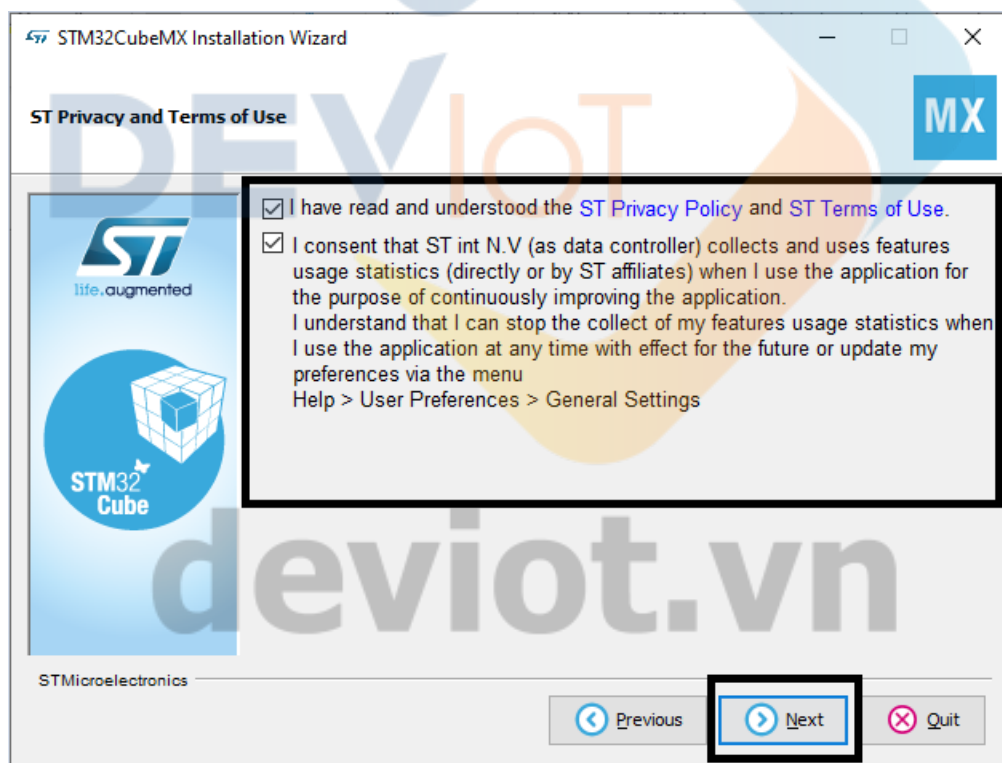 STM32CubeMX Installation Wizard
DEVIoT
ST Privacy and Terms of Use
MX
ST
life.augmented
I have read and understood the ST Privacy Policy and ST Terms of Use.
I consent that ST int N.V (as data controller) collects and uses features
usage statistics (directly or by ST affiliates) when I use the application for
the purpose of continuously improving the application.
I understand that I can stop the collect of my features usage statistics when
I use the application at any time with effect for the future or update my
preferences via the menu
Help > User Preferences > General Settings
STM32
Cube
deviot.vn
STMicroelectronics
Previous
Next
Quit